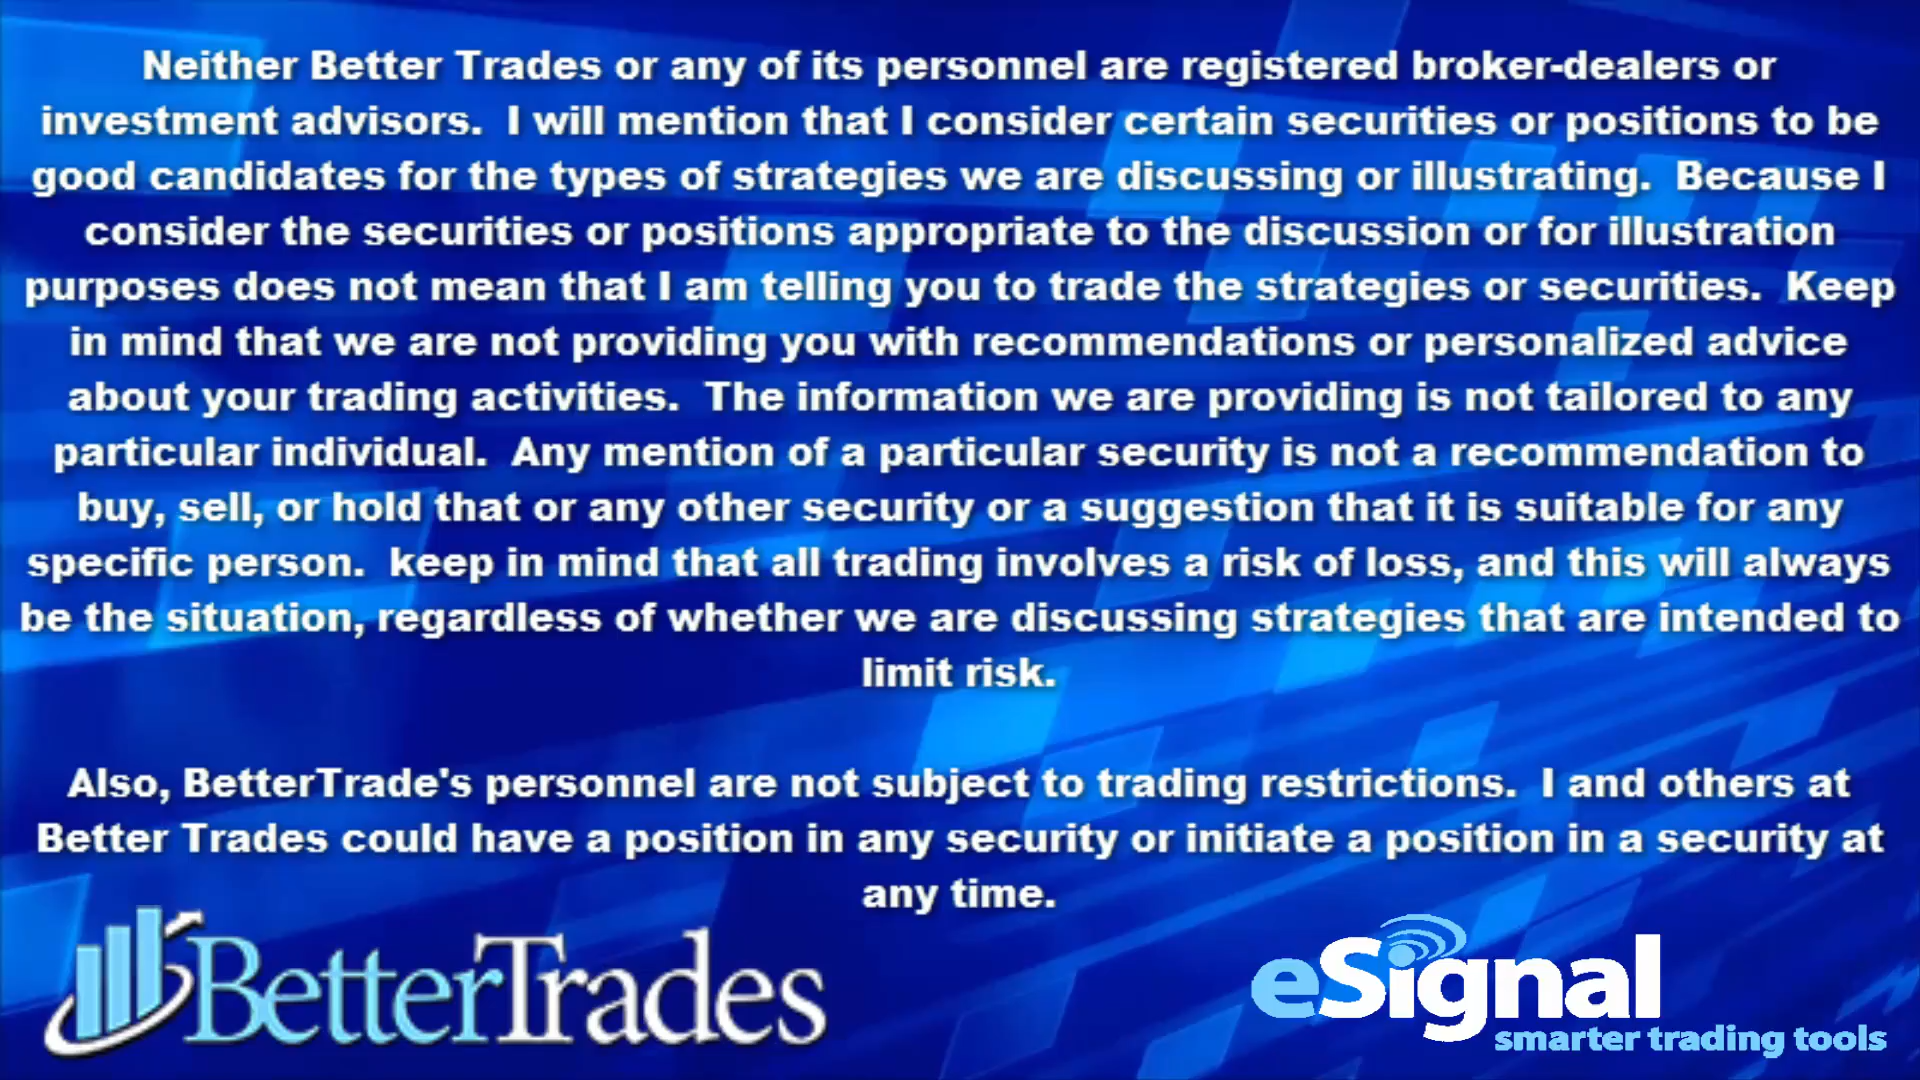 Neither Better Trades or any of its personnel are registered broker-dealers or
investment advisors.  I will mention that I consider certain securities or positions to be
good candidates for the types of strategies we are discussing or illustrating.  Because I
consider the securities or positions appropriate to the discussion or for illustration
purposes does not mean that I am telling you to trade the strategies or securities.  Keep
in mind that we are not providing you with recommendations or personalized advice
about your trading activities.  The information we are providing is not tailored to any
particular individual.  Any mention of a particular security is not a recommendation to
buy, sell, or hold that or any other security or a suggestion that it is suitable for any
specific person.  keep in mind that all trading involves a risk of loss, and this will always
be the situation, regardless of whether we are discussing strategies that are intended to
limit risk.
Also, BetterTrade's personnel are not subject to trading restrictions.  I and others at
Better Trades could have a position in any security or initiate a position in a security at
any time.
BetterTrades
eSignal
smarter trading tools